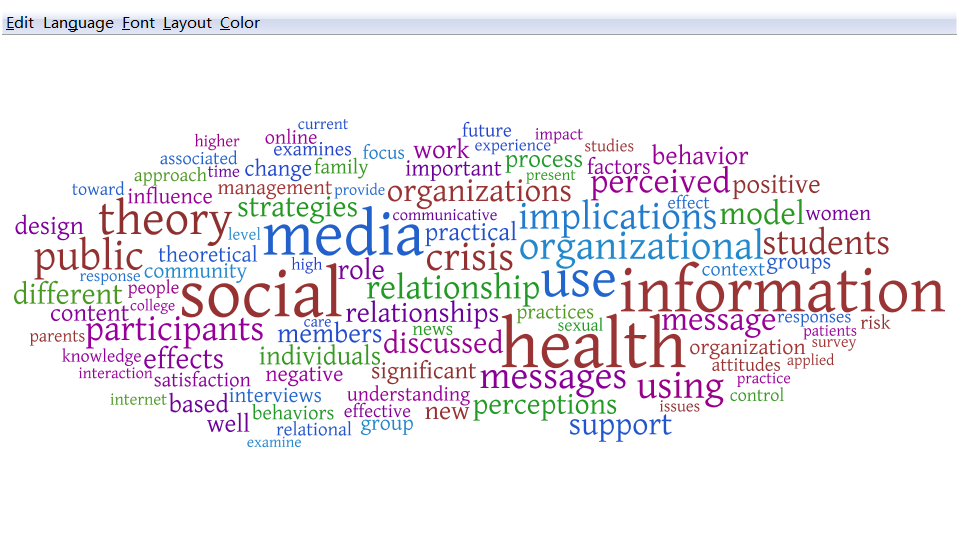 Edit Language Font Layout Color
current
higher online future impact
examines focus work experience studies
associated process behavior
approach time change family important present factors
toward influence management provide organizations perceived positive
design theory strategies communicative implications effect model women
level media practical
public theoretical crisis organizational students
response community high role context groups
different people social relationship use information
content college relationships practices
parents participants care members news sexual message responses patients risk
knowledge effects individuals discussed health organization survey
interaction satisfaction negative significant messages using attitudes applied practice
internet based interviews understanding perceptions issues control
behaviors effective new
well relational group support
examine